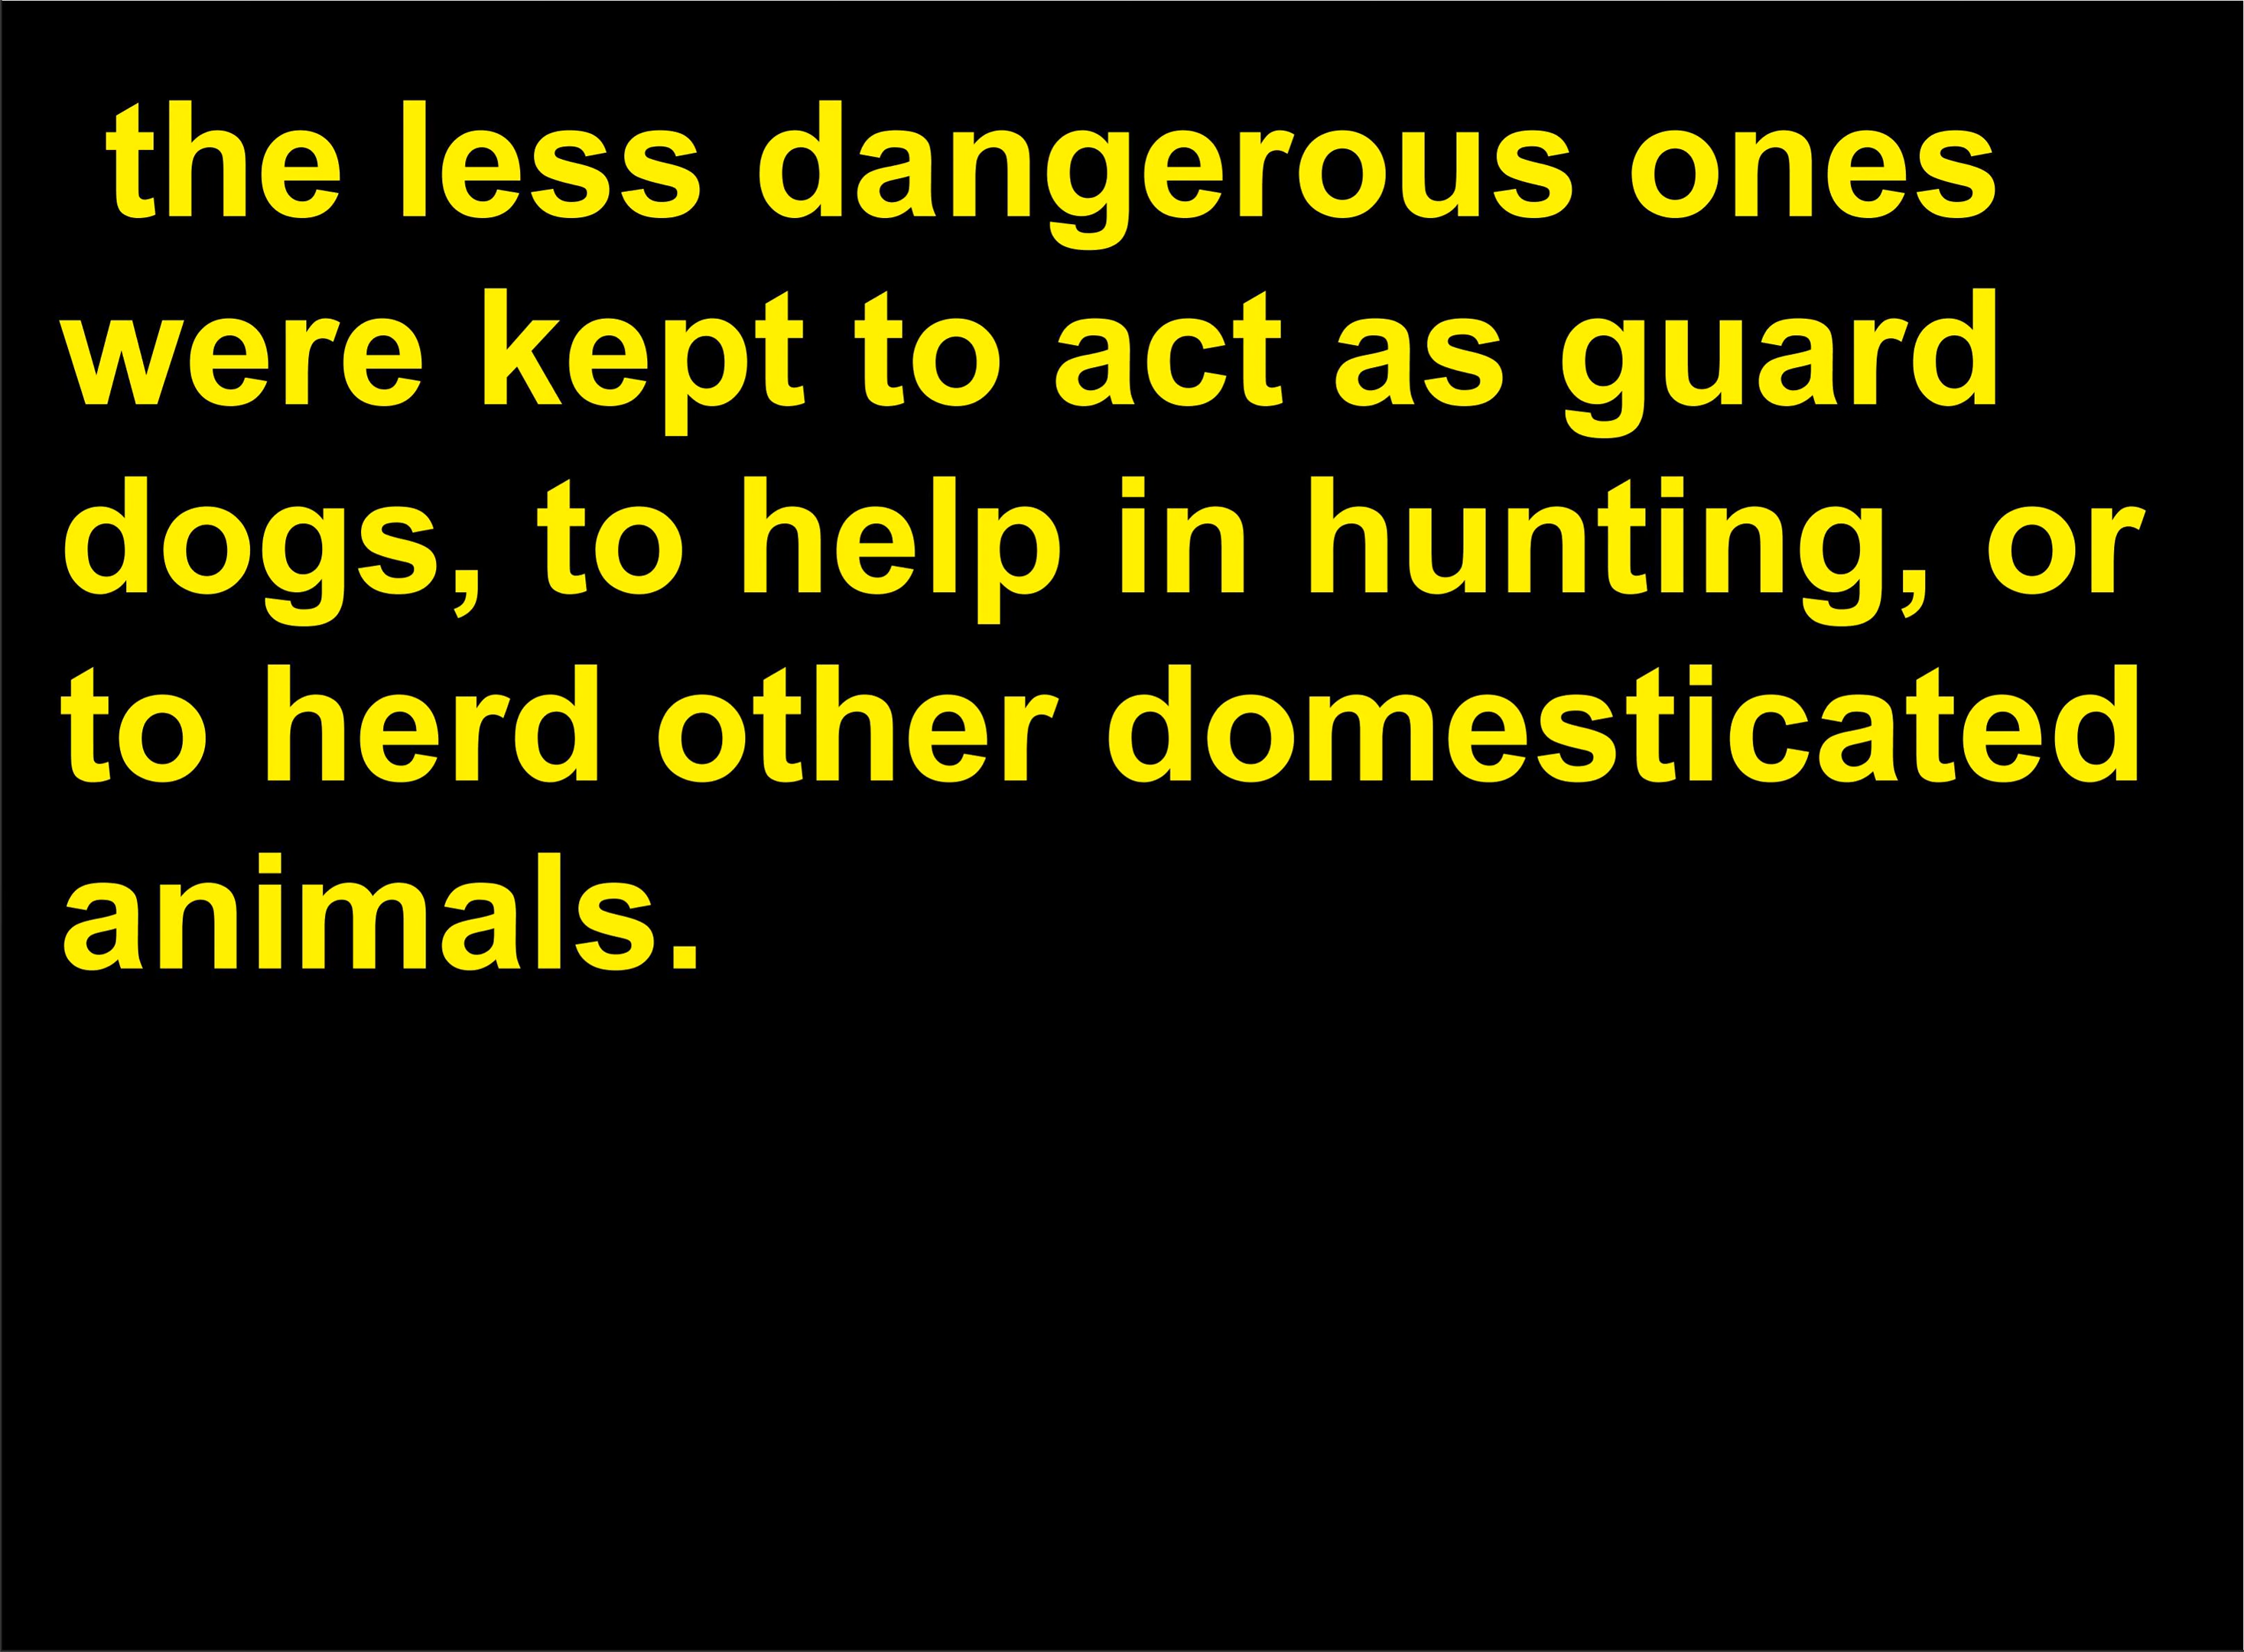 the less dangerous ones
were kept to act as guard
dogs, to help in hunting, or
to herd other domesticated
animals.